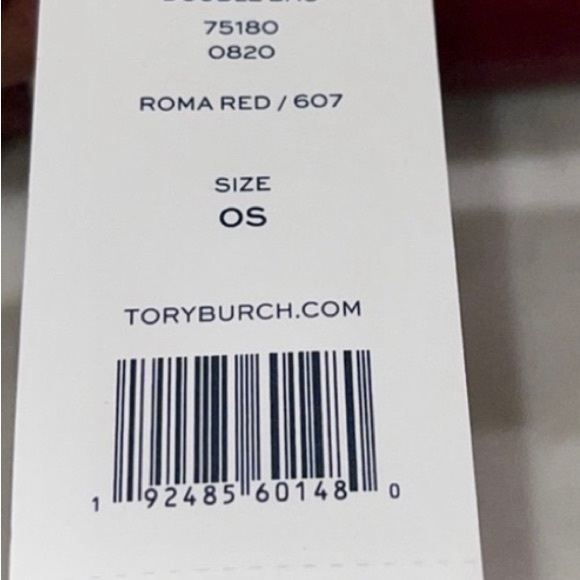 75180
0820
ROMA RED / 607
SIZE
OS
TORYBURCH.COM
1 92485 60148 0